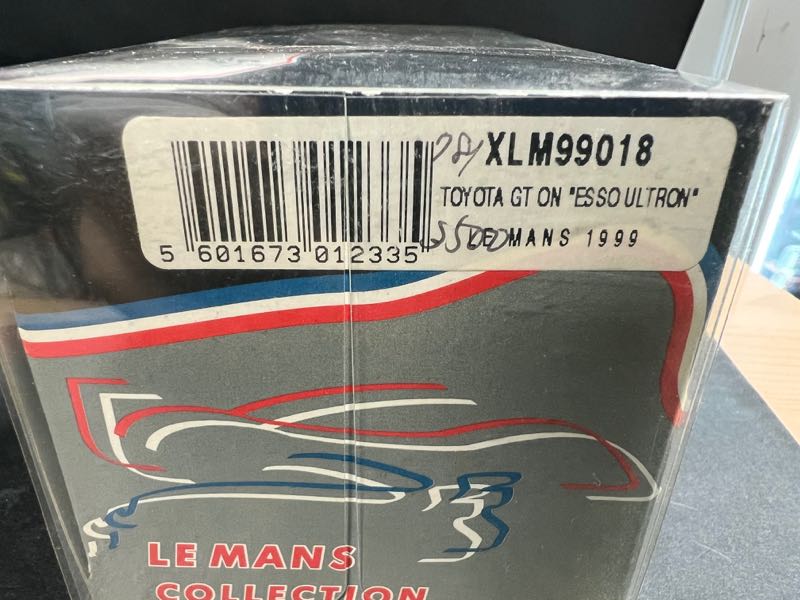 XLM99018
TOYOTA GT ON "ESSO ULTRON"
LE MANS 1999
5 601673 012335
LE MANS
COLLECTION